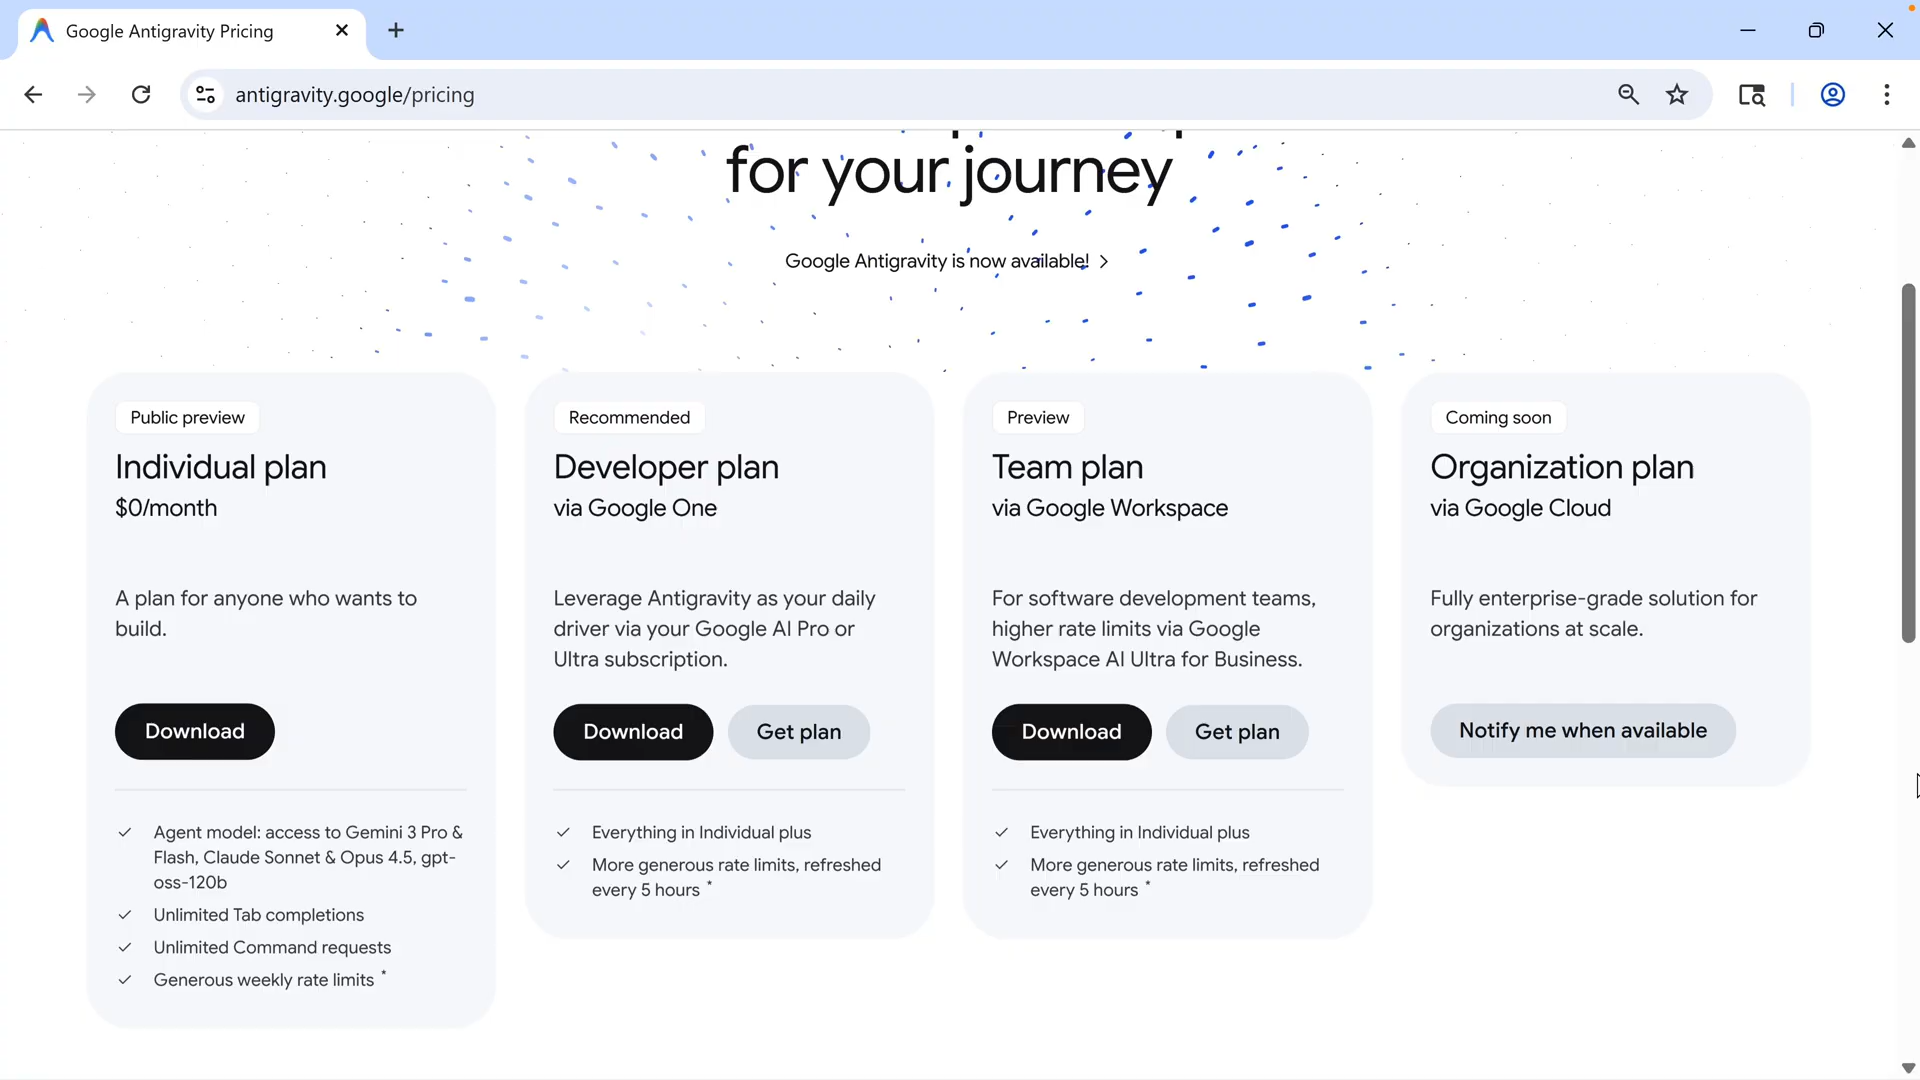 Google Antigravity Pricing
antigravity.google/pricing
for your journey
Google Antigravity is now available!
Public preview
Individual plan
$0/month
A plan for anyone who wants to
build.
Download
Agent model: access to Gemini 3 Pro &
Flash, Claude Sonnet & Opus 4.5, gpt-
oss-120b
Unlimited Tab completions
Unlimited Command requests
Generous weekly rate limits *
Recommended
Developer plan
via Google One
Leverage Antigravity as your daily
driver via your Google AI Pro or
Ultra subscription.
Download
Get plan
Everything in Individual plus
More generous rate limits, refreshed
every 5 hours *
Preview
Team plan
via Google Workspace
For software development teams,
higher rate limits via Google
Workspace AI Ultra for Business.
Download
Get plan
Everything in Individual plus
More generous rate limits, refreshed
every 5 hours *
Coming soon
Organization plan
via Google Cloud
Fully enterprise-grade solution for
organizations at scale.
Notify me when available